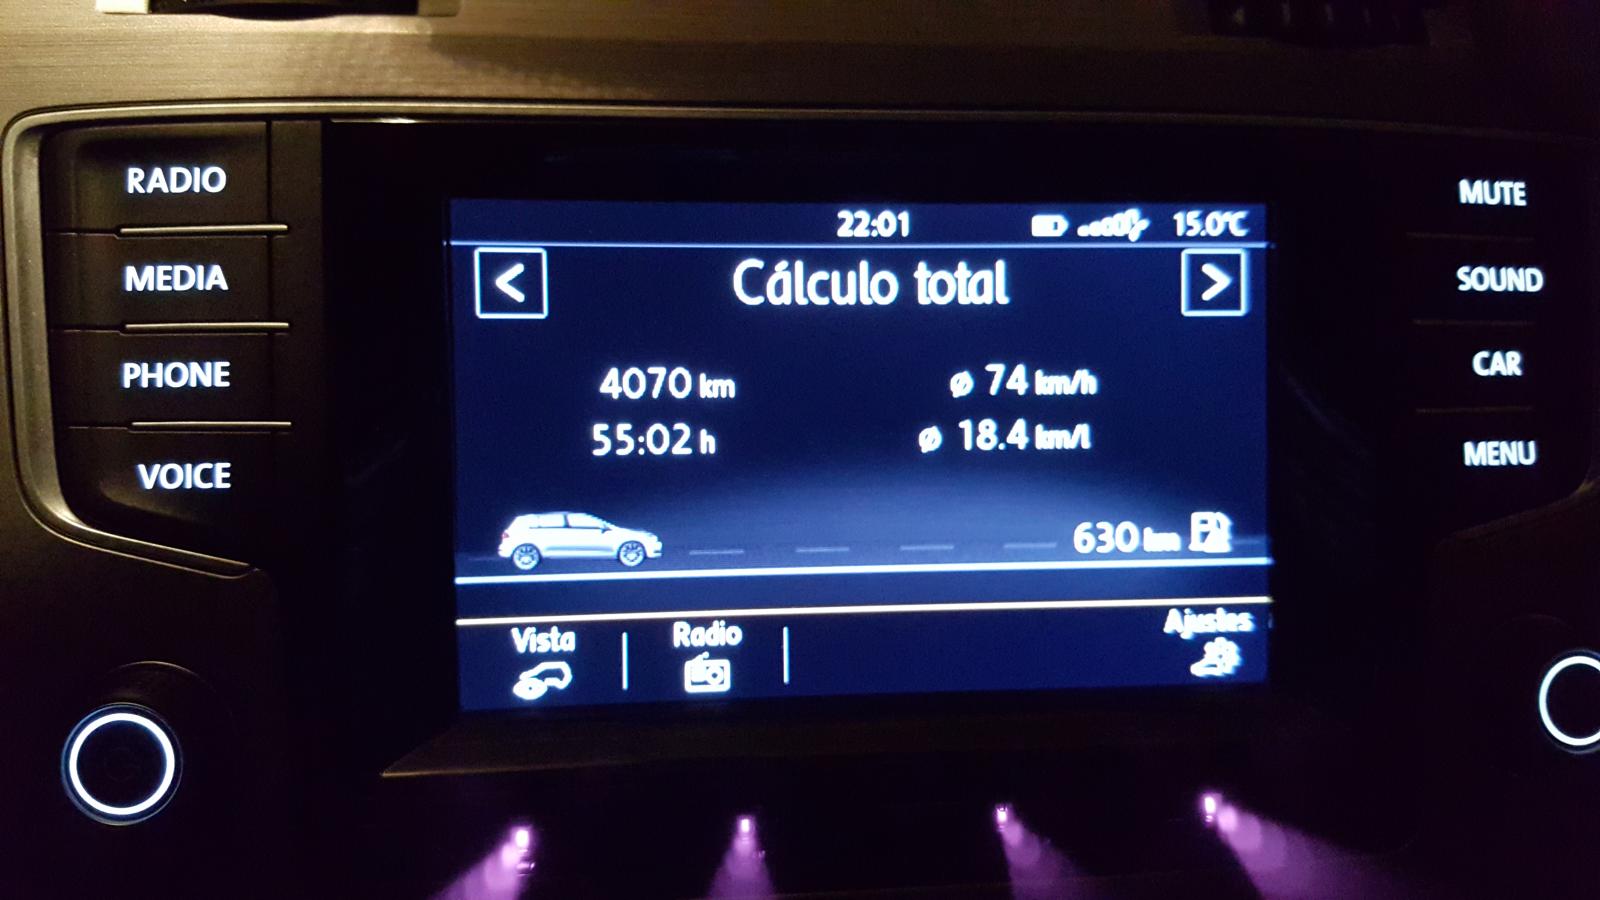 RADIO
MEDIA
PHONE
VOICE
22:01 15.0°C
< Cálculo total >
4070 km ø 74 km/h
55:02 h ø 18.4 km/l
630 km
Vista Radio Ajustes
MUTE
SOUND
CAR
MENU